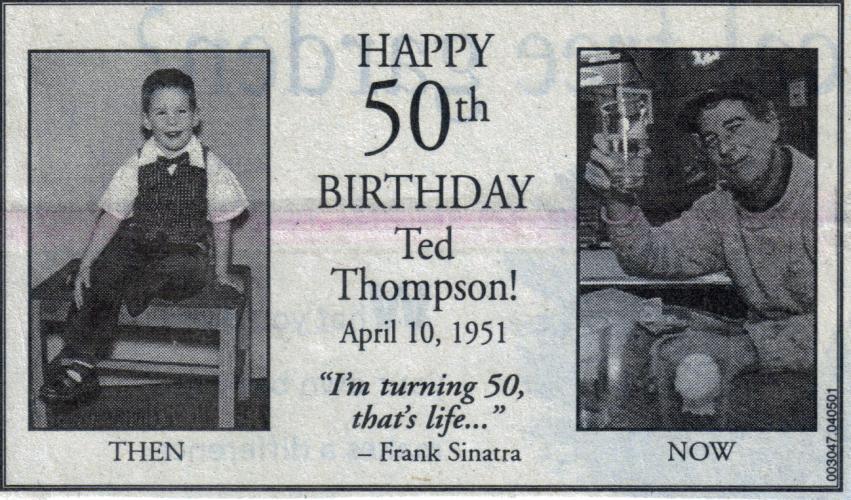 HAPPY
50th
BIRTHDAY
Ted
Thompson!
April 10, 1951
"I'm turning 50,
that's life..."
– Frank Sinatra
THEN
NOW
003047 040501